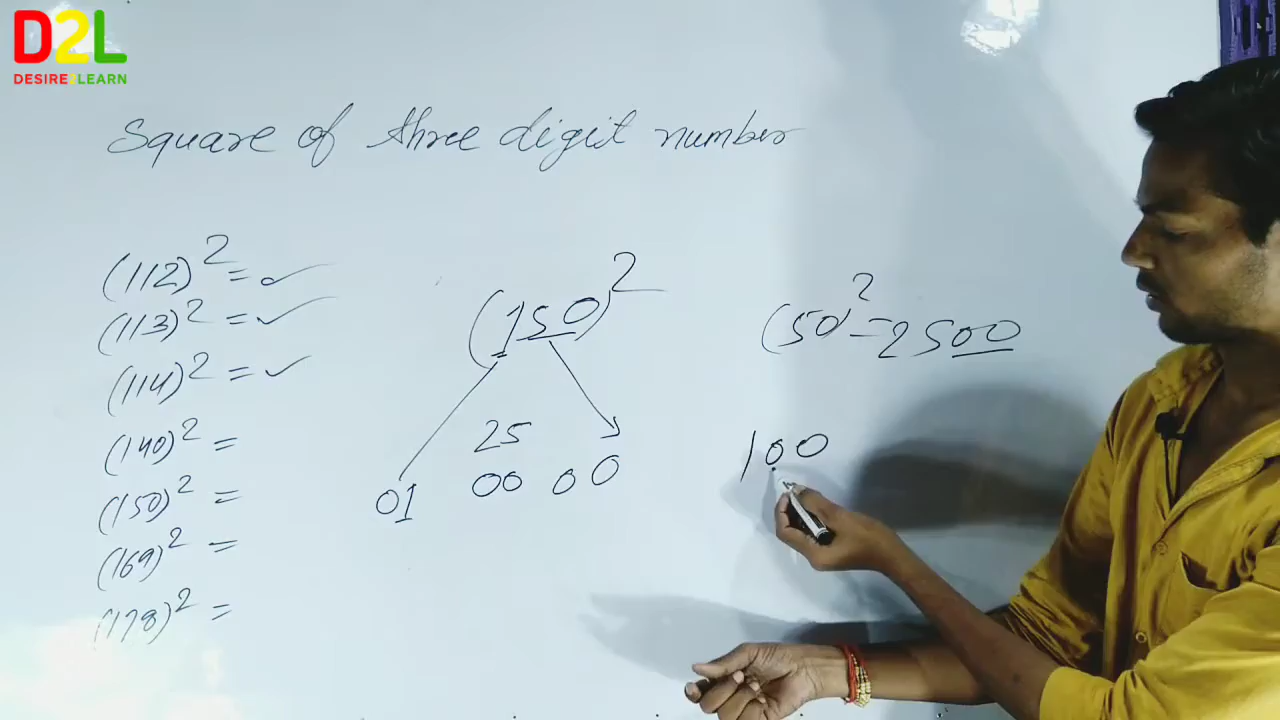 D2L
DESIRE2LEARN
Square of three digit number
(112)² = ✓
(113)² = ✓
(114)² = ✓
(140)² =
(150)² =
(169)² =
(178)² =
(150)²
25
01 00 00
(50)² = 2500
100